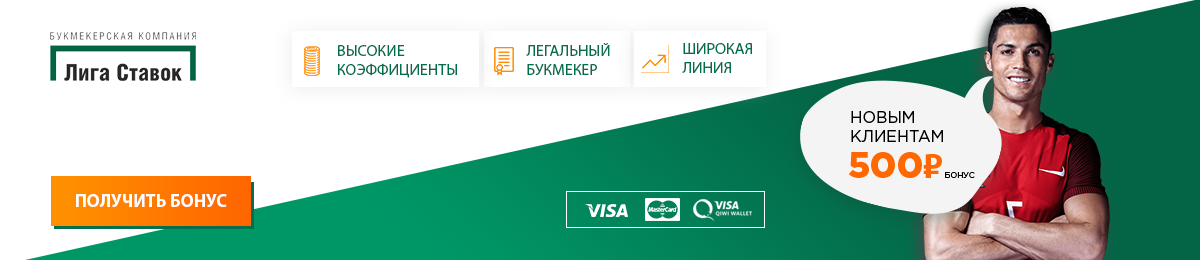 БУКМЕКЕРСКАЯ КОМПАНИЯ
Лига Ставок
ВЫСОКИЕ
КОЭФФИЦИЕНТЫ
ЛЕГАЛЬНЫЙ
БУКМЕКЕР
ШИРОКАЯ
ЛИНИЯ
НОВЫМ
КЛИЕНТАМ
500₽ БОНУС
ПОЛУЧИТЬ БОНУС
VISA
MasterCard
VISA
QIWI WALLET